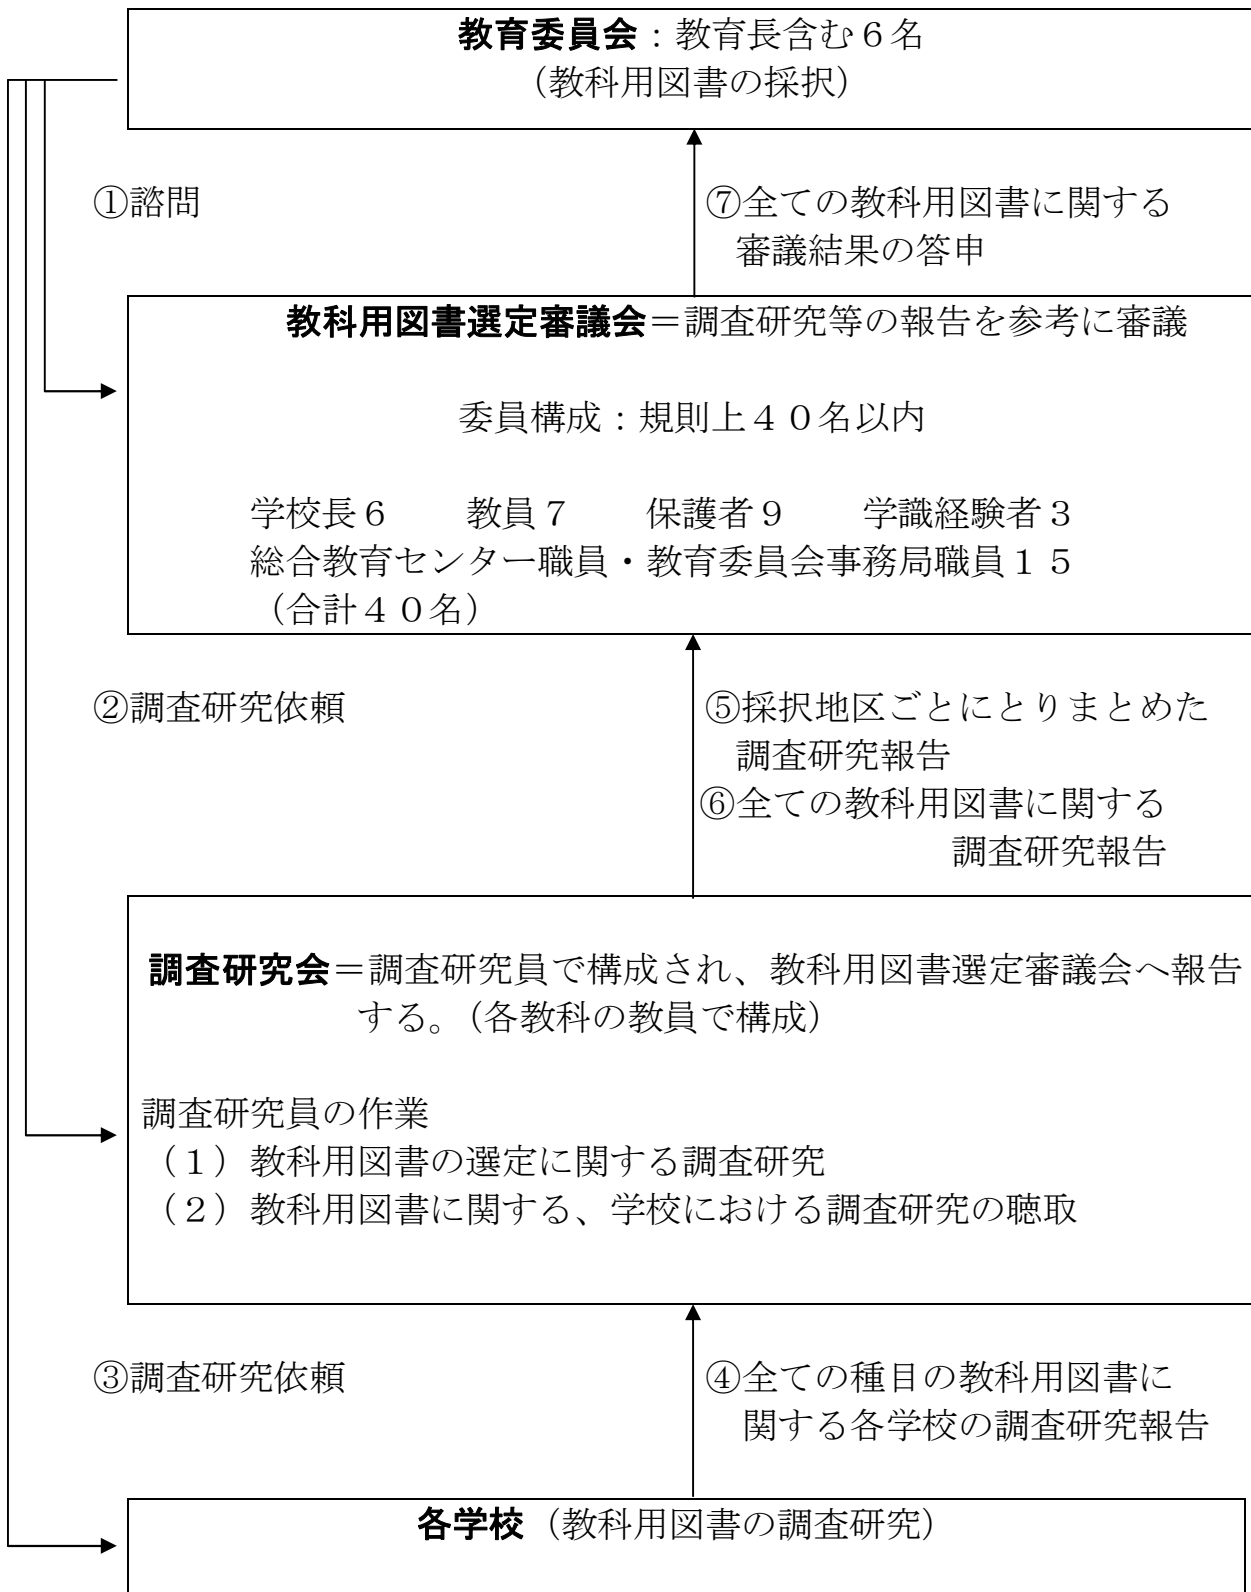 教育委員会：教育長含む６名
（教科用図書の採択）
①諮問
⑦全ての教科用図書に関する
審議結果の答申
教科用図書選定審議会＝調査研究等の報告を参考に審議
委員構成：規則上４０名以内
学校長６　教員７　保護者９　学識経験者３
総合教育センター職員・教育委員会事務局職員１５
（合計４０名）
②調査研究依頼
⑤採択地区ごとにとりまとめた
調査研究報告
⑥全ての教科用図書に関する
調査研究報告
調査研究会＝調査研究員で構成され、教科用図書選定審議会へ報告
する。（各教科の教員で構成）
調査研究員の作業
（１）教科用図書の選定に関する調査研究
（２）教科用図書に関する、学校における調査研究の聴取
③調査研究依頼
④全ての種目の教科用図書に
関する各学校の調査研究報告
各学校（教科用図書の調査研究）